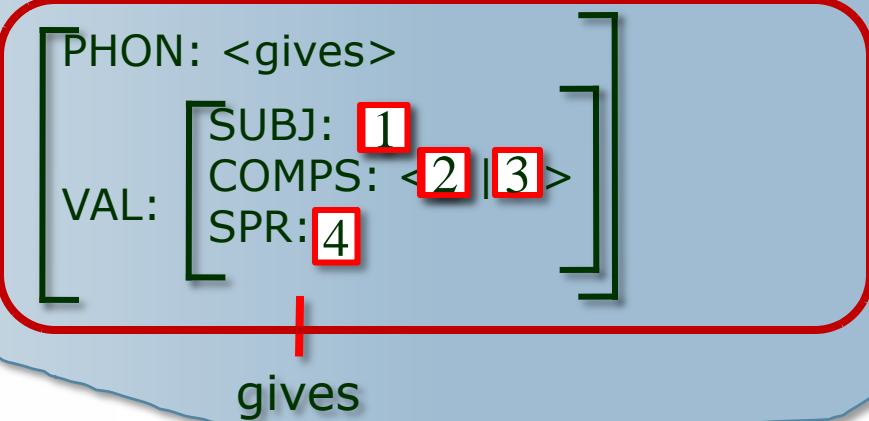 PHON: <gives>
SUBJ: 1
COMPS: <2 | 3>
VAL:
SPR: 4
gives